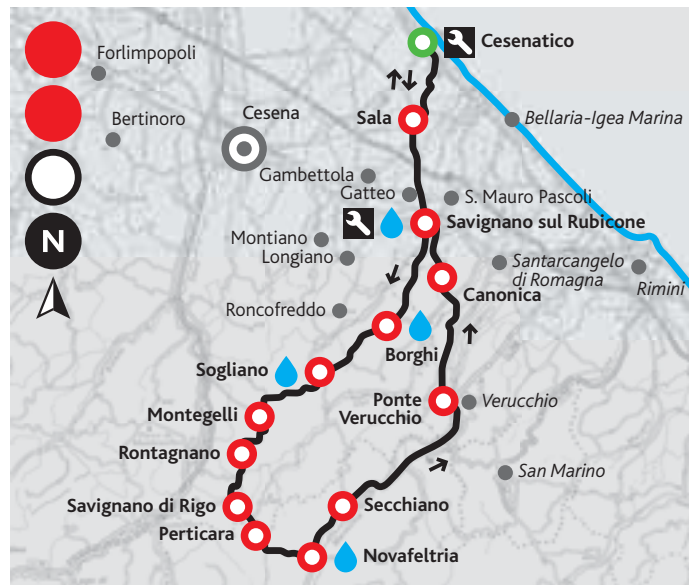 Cesenatico
Forlimpopoli
Bertinoro
Cesena
Sala
Bellaria-Igea Marina
Gambettola
Gatteo
S. Mauro Pascoli
Savignano sul Rubicone
N
Montiano
Longiano
Santarcangelo
di Romagna
Rimini
Canonica
Roncofreddo
Borghi
Sogliano
Ponte
Verucchio
Verucchio
Montegelli
Rontagnano
San Marino
Savignano di Rigo
Secchiano
Perticara
Novafeltria